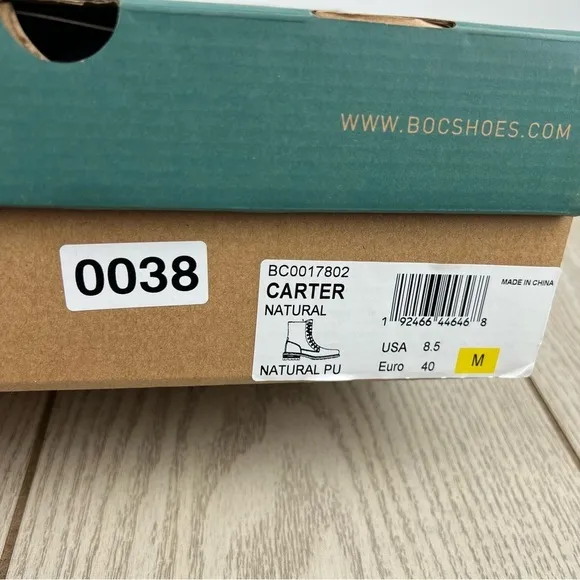 WWW.BOCSHOES.COM
0038
BC0017802
CARTER
NATURAL
NATURAL PU
1 92466 44646 8
MADE IN CHINA
USA 8.5
Euro 40
M